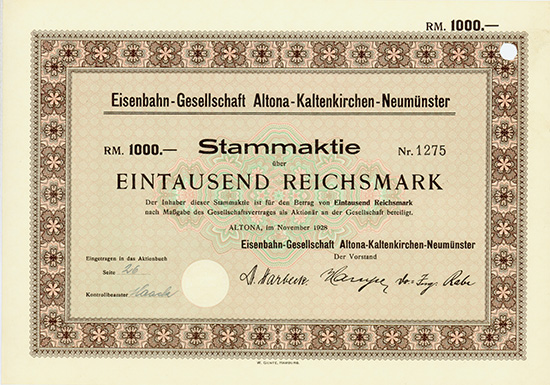 RM. 1000.—
Eisenbahn-Gesellschaft Altona-Kaltenkirchen-Neumünster
RM. 1000.— Stammaktie Nr. 1275
über
EINTAUSEND REICHSMARK
Der Inhaber dieser Stammaktie ist für den Betrag von Eintausend Reichsmark
nach Maßgabe des Gesellschaftsvertrages als Aktionär an der Gesellschaft beteiligt.
ALTONA, im November 1928
Eisenbahn-Gesellschaft Altona-Kaltenkirchen-Neumünster
Der Vorstand
Eingetragen in das Aktienbuch
Seite 26
Kontrollbeamter